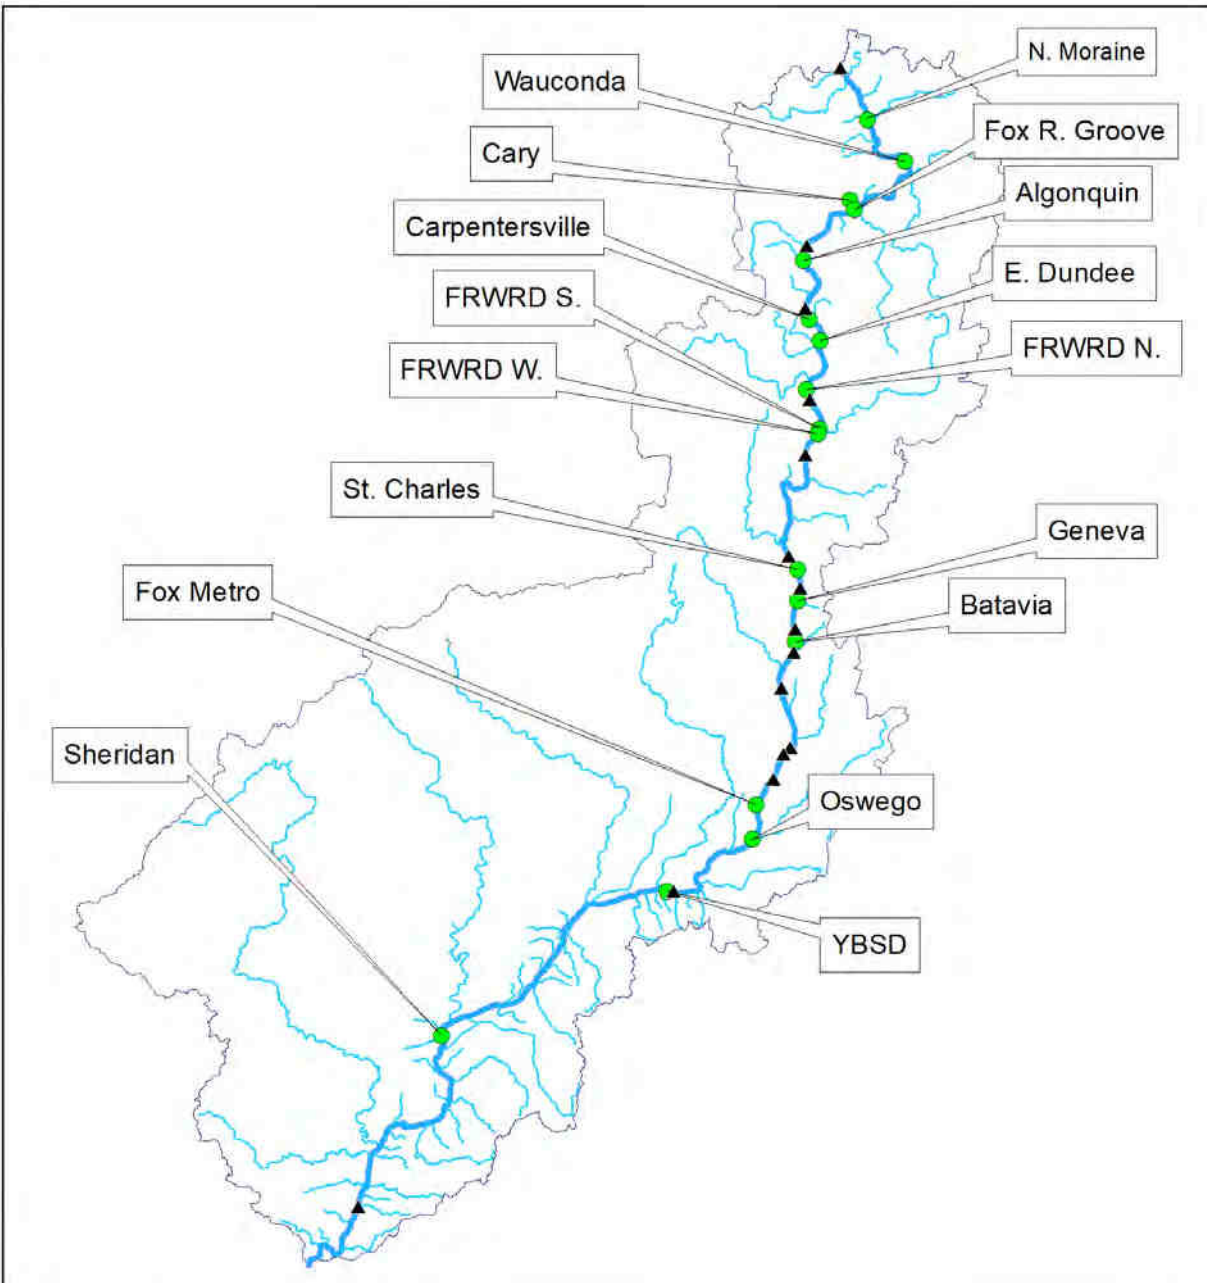 N. Moraine
Wauconda
Fox R. Groove
Cary
Algonquin
Carpentersville
E. Dundee
FRWRD S.
FRWRD N.
FRWRD W.
St. Charles
Geneva
Fox Metro
Batavia
Sheridan
Oswego
YBSD